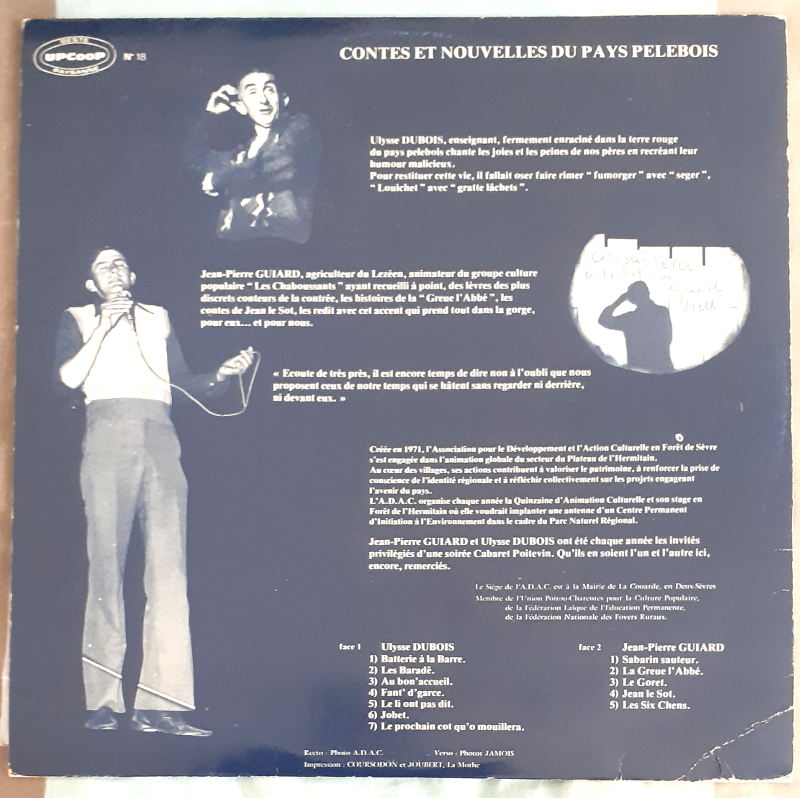 GESTE
UPCOOP
PAYSANNE
N° 18
CONTES ET NOUVELLES DU PAYS PELEBOIS
Ulysse DUBOIS, enseignant, fermement enraciné dans la terre rouge
du pays pelebois chante les joies et les peines de nos pères en recréant leur
humour malicieux.
Pour restituer cette vie, il fallait oser faire rimer " fumorger " avec " seger ",
" Louichet " avec " gratte lâchets ".
Jean-Pierre GUIARD, agriculteur du Lezéen, animateur du groupe culture
populaire " Les Chaboussants " ayant recueilli à point, des lèvres des plus
discrets conteurs de la contrée, les histoires de la " Greue l'Abbé ", les
contes de Jean le Sot, les redit avec cet accent qui prend tout dans la gorge,
pour eux... et pour nous.
« Ecoute de très près, il est encore temps de dire non à l'oubli que nous
proposent ceux de notre temps qui se hâtent sans regarder ni derrière,
ni devant eux. »
Créée en 1971, l'Association pour le Développement et l'Action Culturelle en Forêt de Sèvre
s'est engagée dans l'animation globale du secteur du Plateau de l'Hermitain.
Au cœur des villages, ses actions contribuent à valoriser le patrimoine, à renforcer la prise de
conscience de l'identité régionale et à réfléchir collectivement sur les projets engageant
l'avenir du pays.
L'A.D.A.C. organise chaque année la Quinzaine d'Animation Culturelle et son stage en
Forêt de l'Hermitain où elle voudrait implanter une antenne d'un Centre Permanent
d'Initiation à l'Environnement dans le cadre du Parc Naturel Régional.
Jean-Pierre GUIARD et Ulysse DUBOIS ont été chaque année les invités
privilégiés d'une soirée Cabaret Poitevin. Qu'ils en soient l'un et l'autre ici,
encore, remerciés.
Le Siège de l'A.D.A.C. est à la Mairie de La Couarde, en Deux-Sèvres
Membre de l'Union Poitou-Charentes pour la Culture Populaire,
de la Fédération Laïque de l'Education Permanente,
de la Fédération Nationale des Foyers Ruraux.
face 1 Ulysse DUBOIS
1) Batterie à la Barre.
2) Les Baradê.
3) Au bon'accueil.
4) Fant' d'garce.
5) Le li ont pas dit.
6) Jobet.
7) Le prochain cot qu'o mouillera.
face 2 Jean-Pierre GUIARD
1) Sabarin sauteur.
2) La Greue l'Abbé.
3) Le Goret.
4) Jean le Sot.
5) Les Six Chens.
Recto : Photo A.D.A.C. Verso : Photos JAMOIS
Impression : COURSODON et JOUBERT, La Mothe